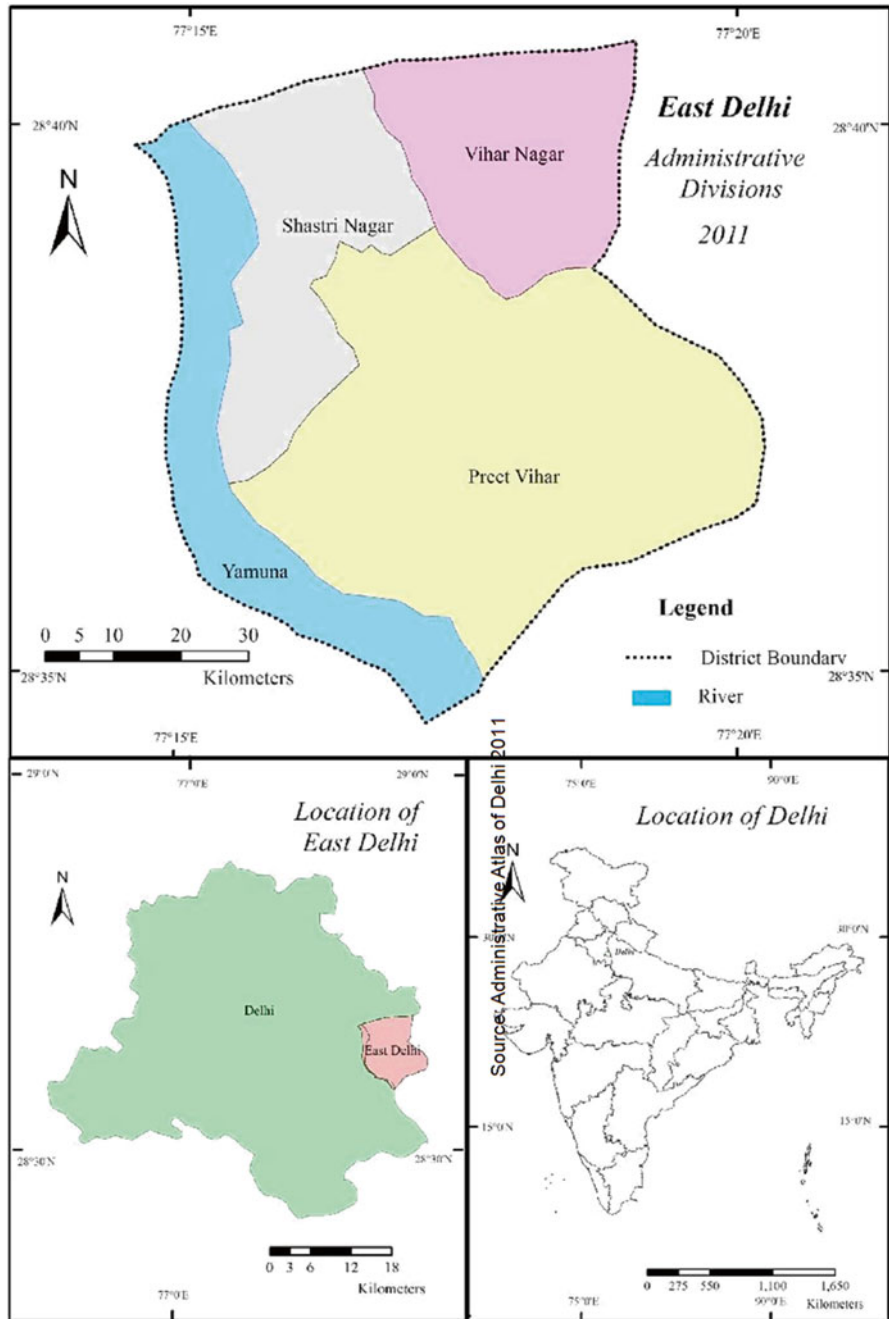 77°15'E
77°20'E
28°40'N
28°40'N
East Delhi
Administrative
Divisions
2011
N
Vihar Nagar
Shastri Nagar
Preet Vihar
Yamuna
0 5 10 20 30
Kilometers
Legend
District Boundary
River
28°35'N
28°35'N
77°15'E
77°20'E
77°0'E
29°0'N
29°0'N
Location of
East Delhi
N
Delhi
East Delhi
28°30'N
28°30'N
0 3 6 12 18
Kilometers
77°0'E
Source: Administrative Atlas of Delhi 2011
75°0'E
90°0'E
Location of Delhi
N
30°0'N
30°0'N
Delhi
15°0'N
15°0'N
0 275 550 1,100 1,650
Kilometers
75°0'E
90°0'E